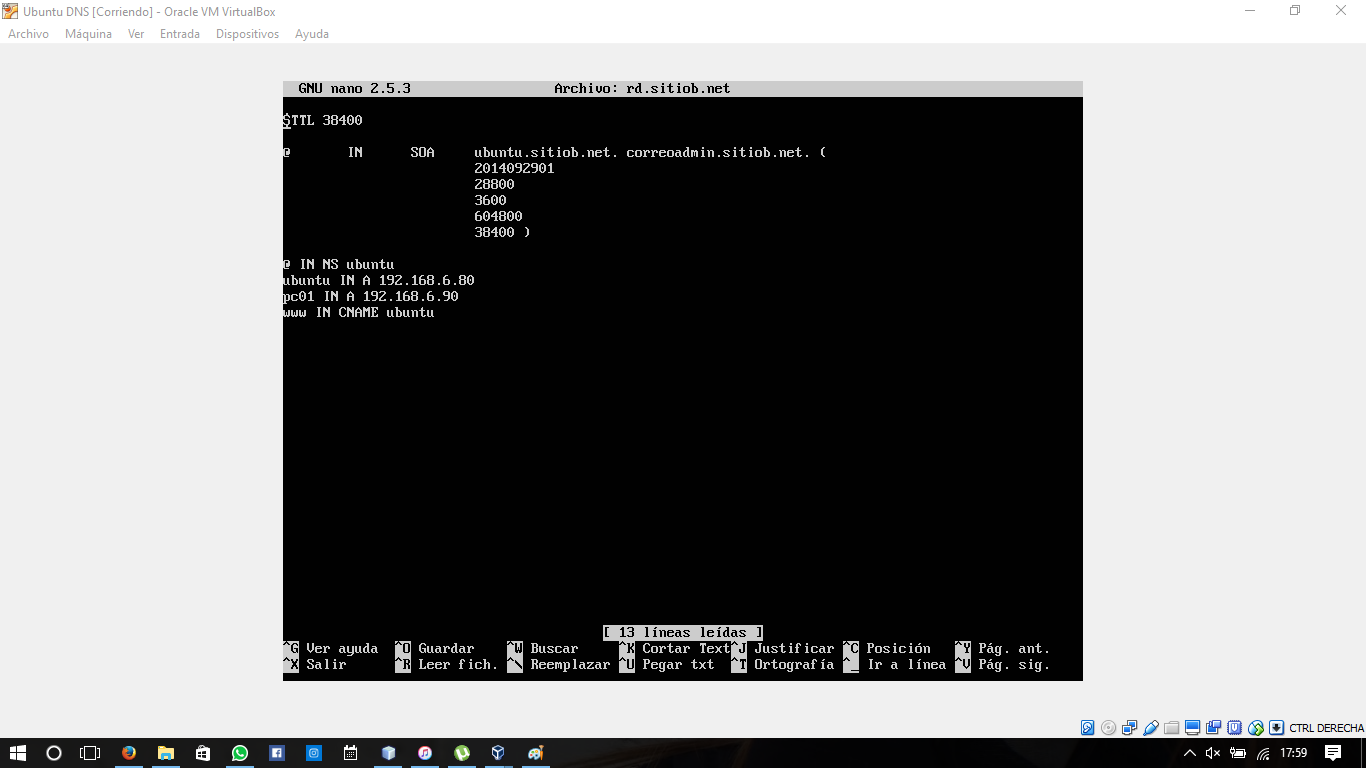 Ubuntu DNS [Corriendo] - Oracle VM VirtualBox
Archivo Máquina Ver Entrada Dispositivos Ayuda
GNU nano 2.5.3 Archivo: rd.sitiob.net
$TTL 38400
@ IN SOA ubuntu.sitiob.net. correoadmin.sitiob.net. (
2014092901
28800
3600
604800
38400 )
@ IN NS ubuntu
ubuntu IN A 192.168.6.80
pc01 IN A 192.168.6.90
www IN CNAME ubuntu
[ 13 líneas leídas ]
^G Ver ayuda ^O Guardar ^W Buscar ^K Cortar Text ^J Justificar ^C Posición ^Y Pág. ant.
^X Salir ^R Leer fich. ^\ Reemplazar ^U Pegar txt ^T Ortografía ^_ Ir a línea ^V Pág. sig.
CTRL DERECHA
17:59